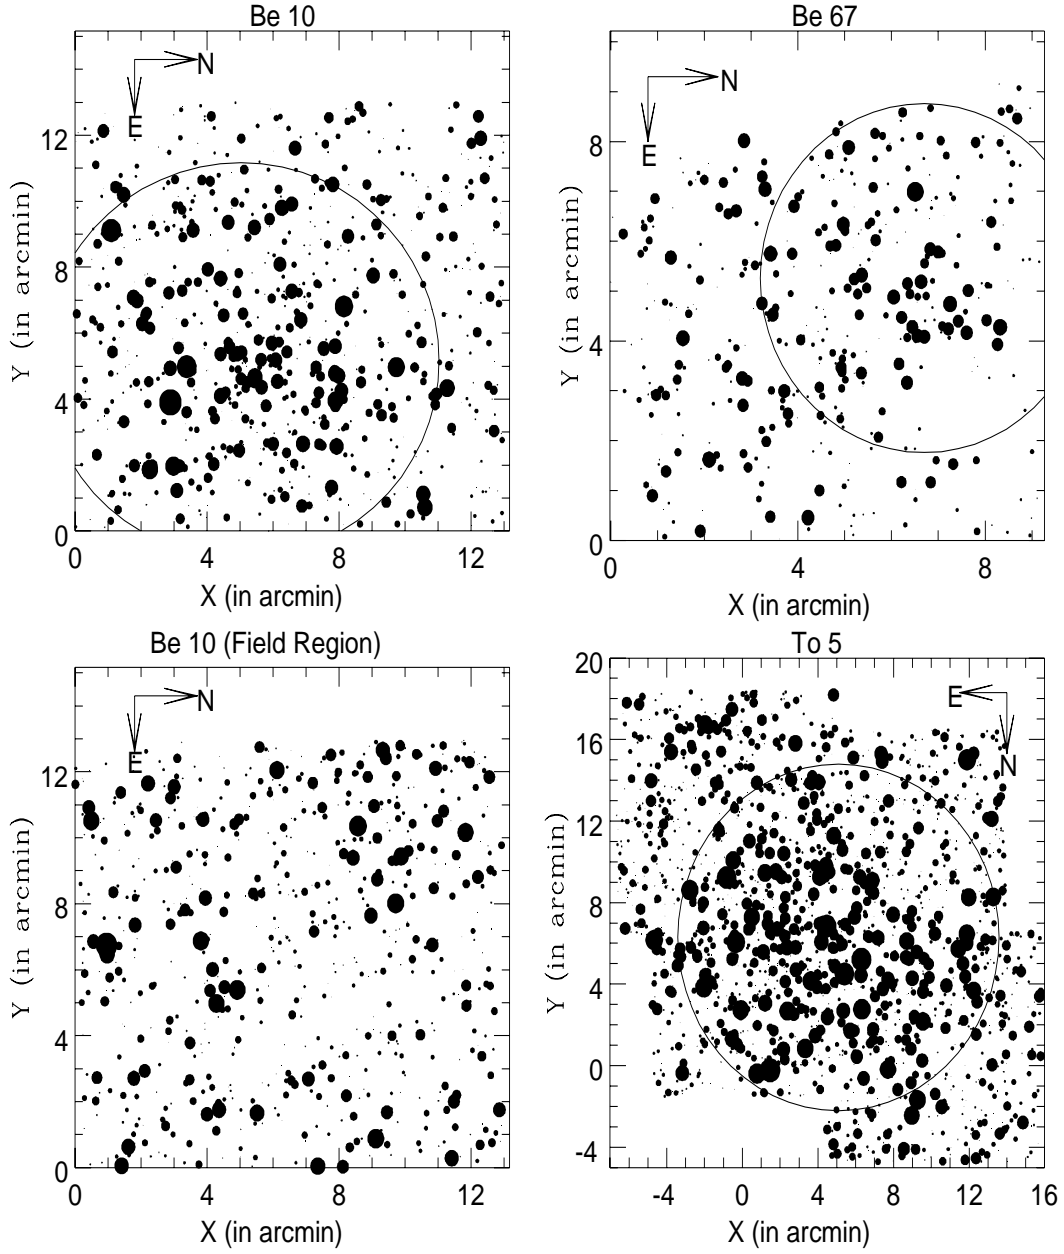 Be 10
N
E
12
8
4
0
Y (in arcmin)
0 4 8 12
X (in arcmin)
Be 67
N
E
8
4
0
Y (in arcmin)
0 4 8
X (in arcmin)
Be 10 (Field Region)
N
E
12
8
4
0
Y (in arcmin)
0 4 8 12
X (in arcmin)
To 5
E
N
20
16
12
8
4
0
-4
Y (in arcmin)
-4 0 4 8 12 16
X (in arcmin)